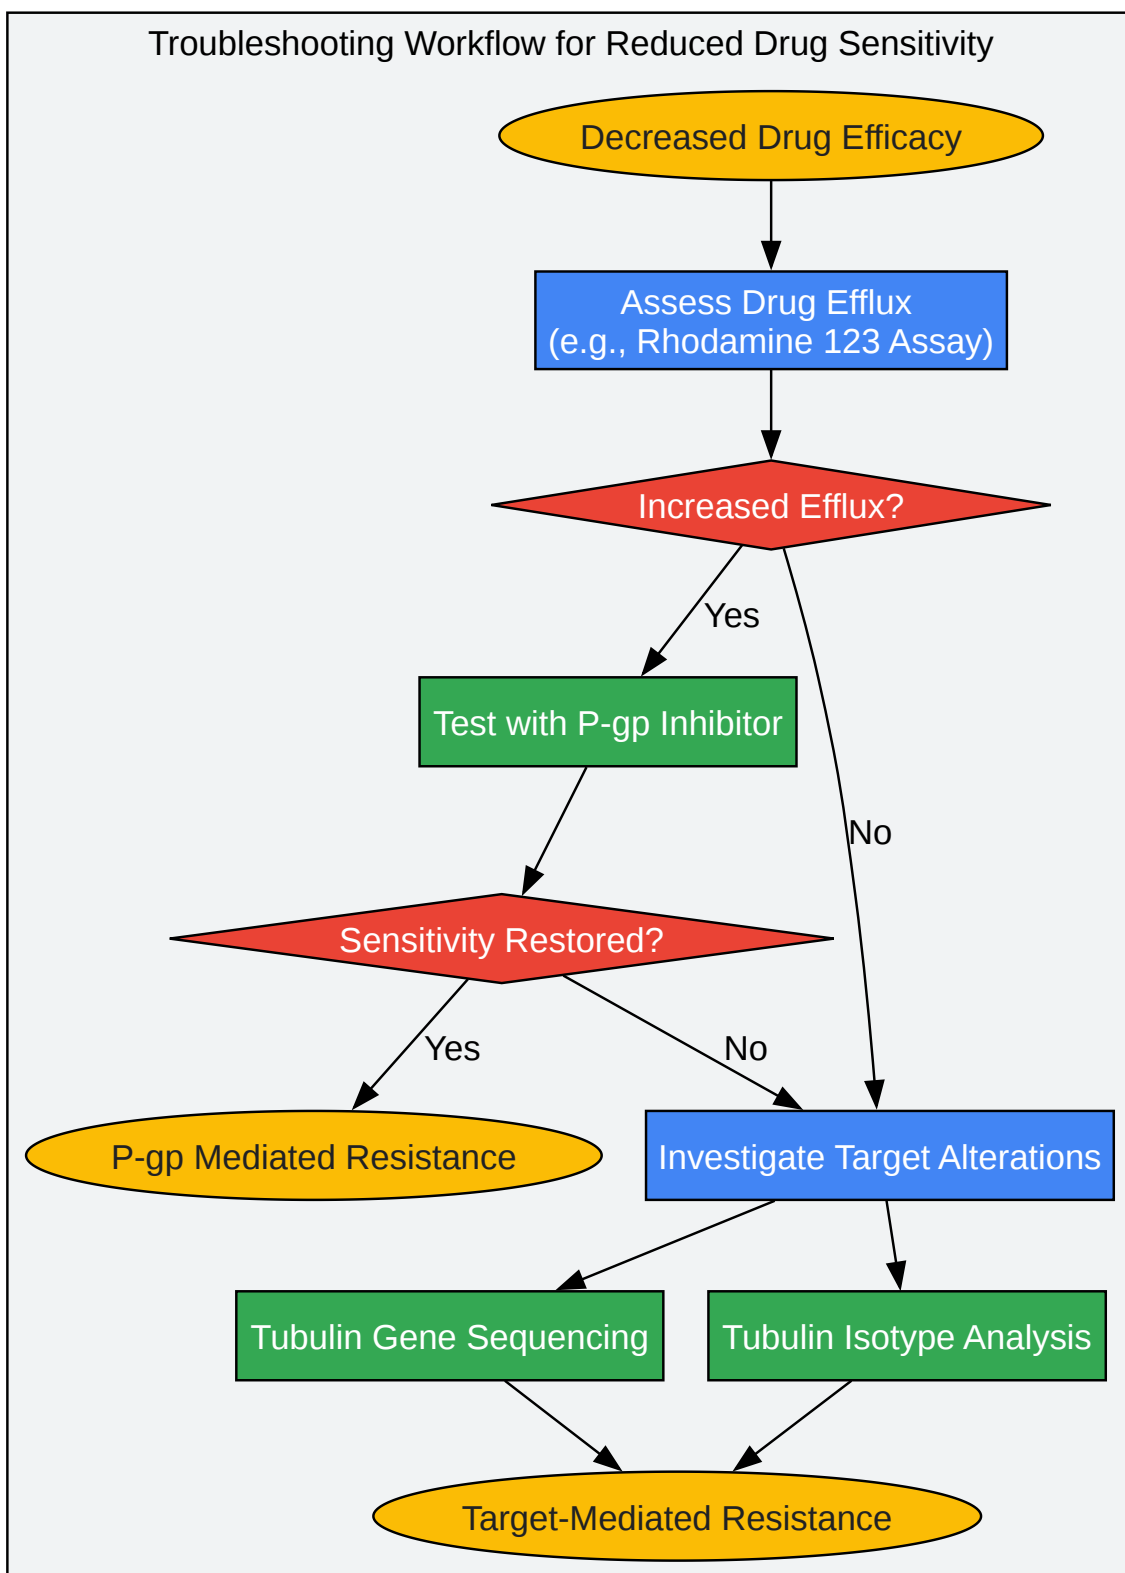 Troubleshooting Workflow for Reduced Drug Sensitivity
Decreased Drug Efficacy
Assess Drug Efflux
(e.g., Rhodamine 123 Assay)
Increased Efflux?
Yes
Test with P-gp Inhibitor
No
Sensitivity Restored?
Yes
No
P-gp Mediated Resistance
Investigate Target Alterations
Tubulin Gene Sequencing
Tubulin Isotype Analysis
Target-Mediated Resistance